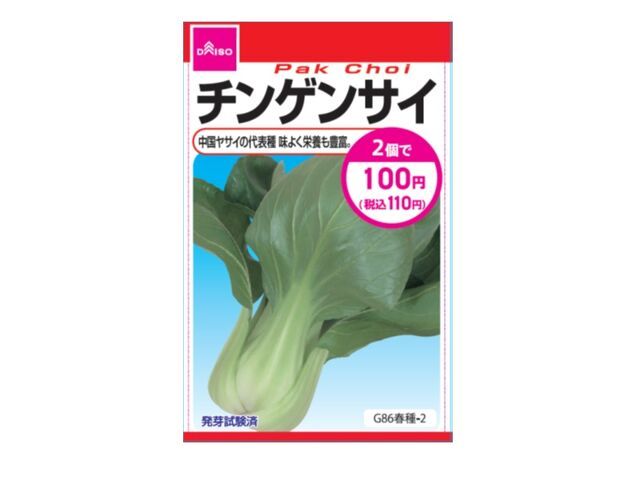 DAISO
Pak Choi
チンゲンサイ
中国ヤサイの代表種 味よく栄養も豊富。
2個で
100円
(税込110円)
発芽試験済
G86春種-2